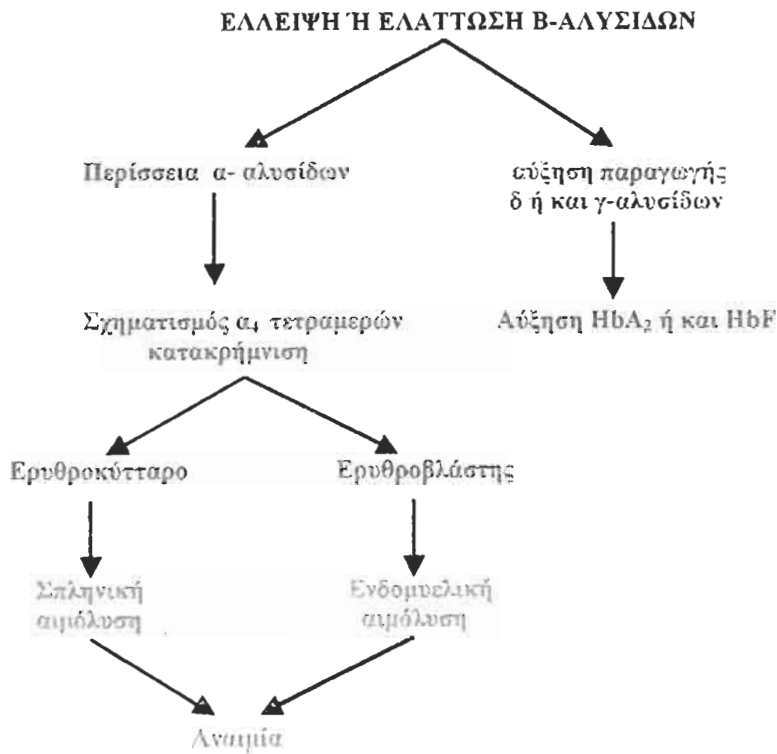 ΕΛΛΕΙΨΗ Ή ΕΛΑΤΤΩΣΗ Β-ΑΛΥΣΙΔΩΝ
Περίσσεια α- αλυσίδων
αύξηση παραγωγής
δ ή και γ-αλυσίδων
Σχηματισμός α₄ τετραμερών
κατακρήμνιση
Αύξηση HbA₂ ή και HbF
Ερυθροκύτταρο
Ερυθροβλάστης
Σπληνική
αιμόλυση
Ενδομυελική
αιμόλυση
Αναιμία